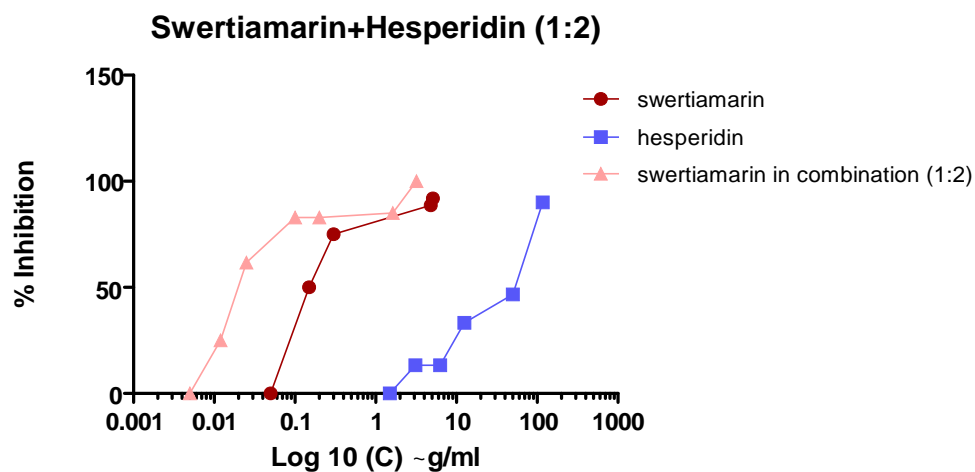 Swertiamarin+Hesperidin (1:2)
150
100
50
0
% Inhibition
0.001 0.01 0.1 1 10 100 1000
Log 10 (C) ~g/ml
swertiamarin
hesperidin
swertiamarin in combination (1:2)